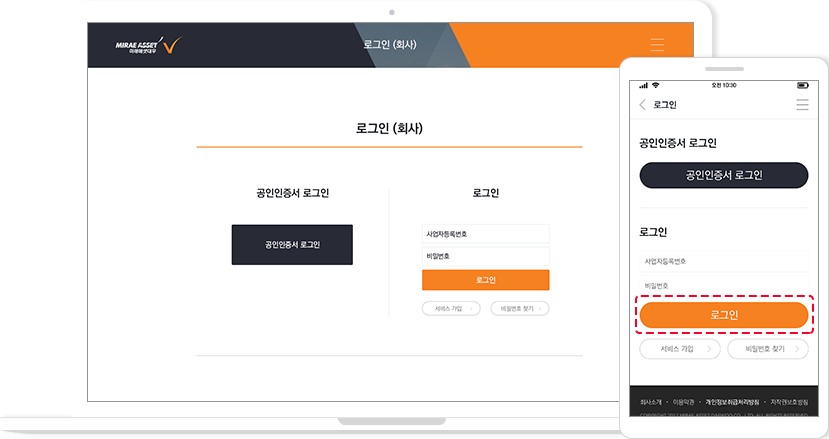 MIRAE ASSET
미래에셋대우
로그인 (회사)
로그인 (회사)
공인인증서 로그인
로그인
공인인증서 로그인
사업자등록번호
비밀번호
로그인
서비스 가입
비밀번호 찾기
오전 10:30
로그인
공인인증서 로그인
공인인증서 로그인
로그인
사업자등록번호
비밀번호
로그인
서비스 가입
비밀번호 찾기
회사소개 · 이용약관 · 개인정보취급처리방침 · 저작권보호방침